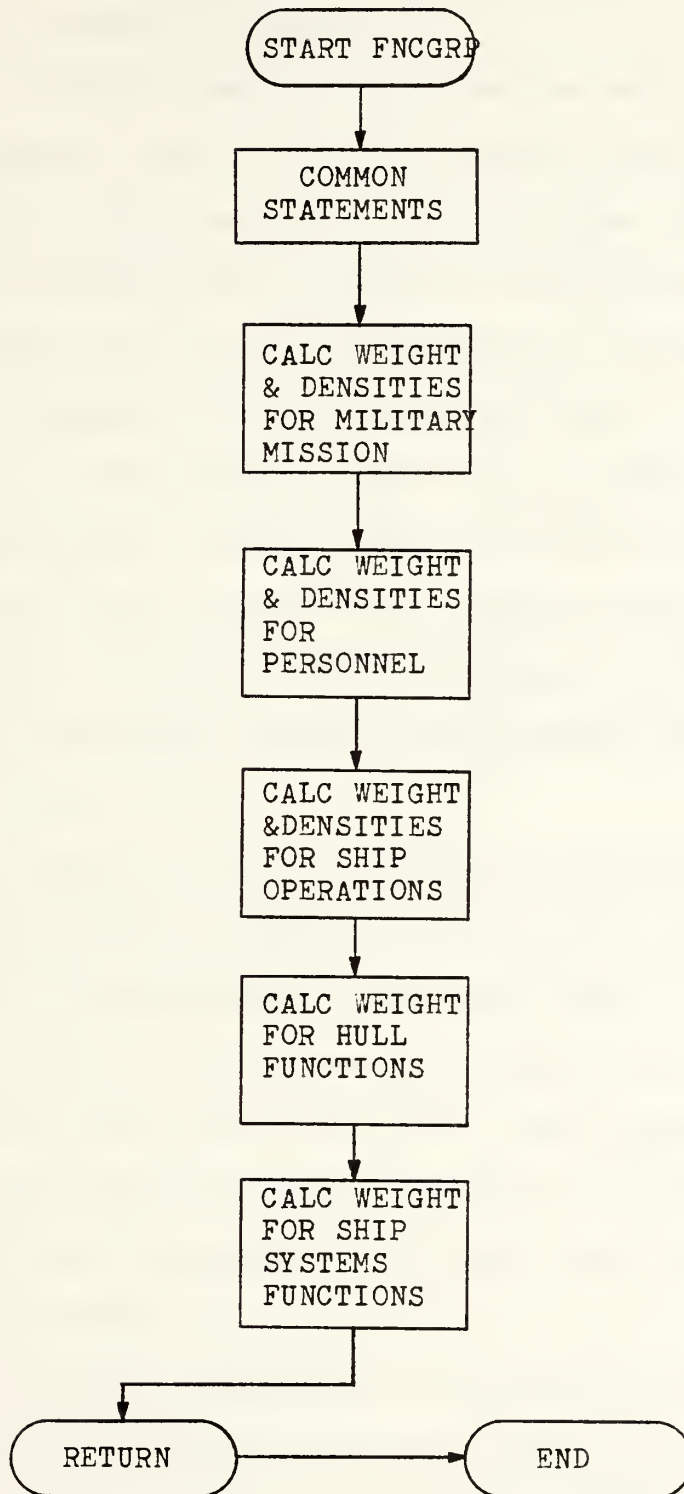 START FNCGRP
COMMON
STATEMENTS
CALC WEIGHT
& DENSITIES
FOR MILITARY
MISSION
CALC WEIGHT
& DENSITIES
FOR
PERSONNEL
CALC WEIGHT
&DENSITIES
FOR SHIP
OPERATIONS
CALC WEIGHT
FOR HULL
FUNCTIONS
CALC WEIGHT
FOR SHIP
SYSTEMS
FUNCTIONS
RETURN
END